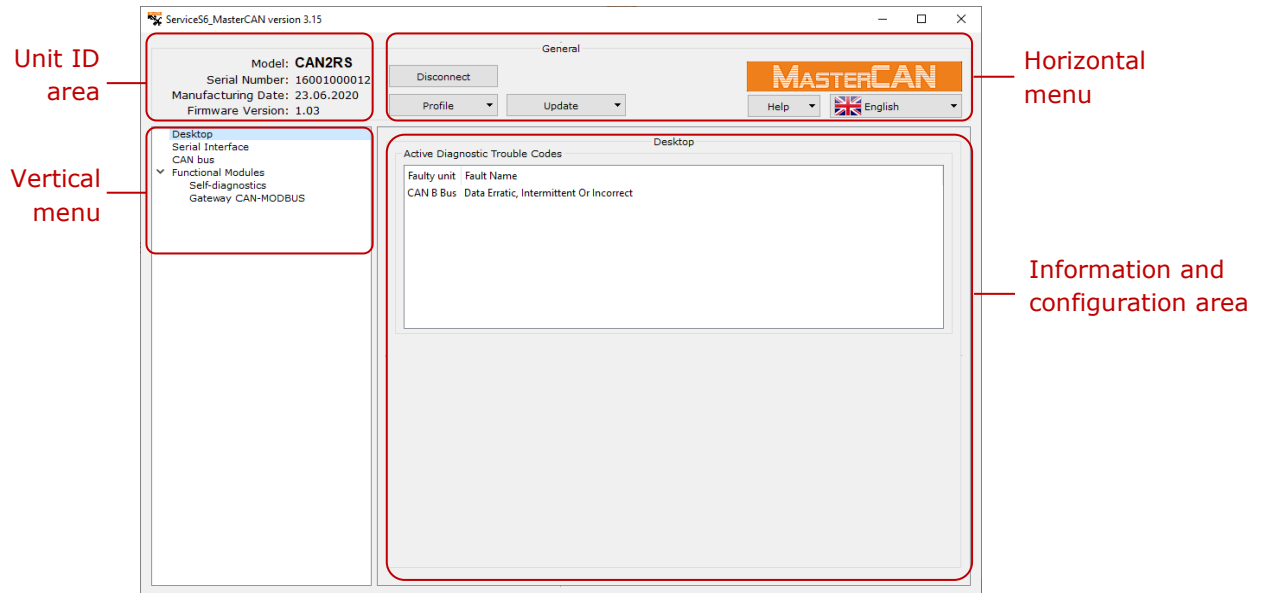 ServiceS6_MasterCAN version 3.15
Unit ID
area
Model: CAN2RS
Serial Number: 16001000012
Manufacturing Date: 23.06.2020
Firmware Version: 1.03
General
Disconnect
Profile
Update
MASTERCAN
Help
English
Horizontal
menu
Vertical
menu
Desktop
Serial Interface
CAN bus
Functional Modules
Self-diagnostics
Gateway CAN-MODBUS
Desktop
Active Diagnostic Trouble Codes
Faulty unit Fault Name
CAN B Bus Data Erratic, Intermittent Or Incorrect
Information and
configuration area